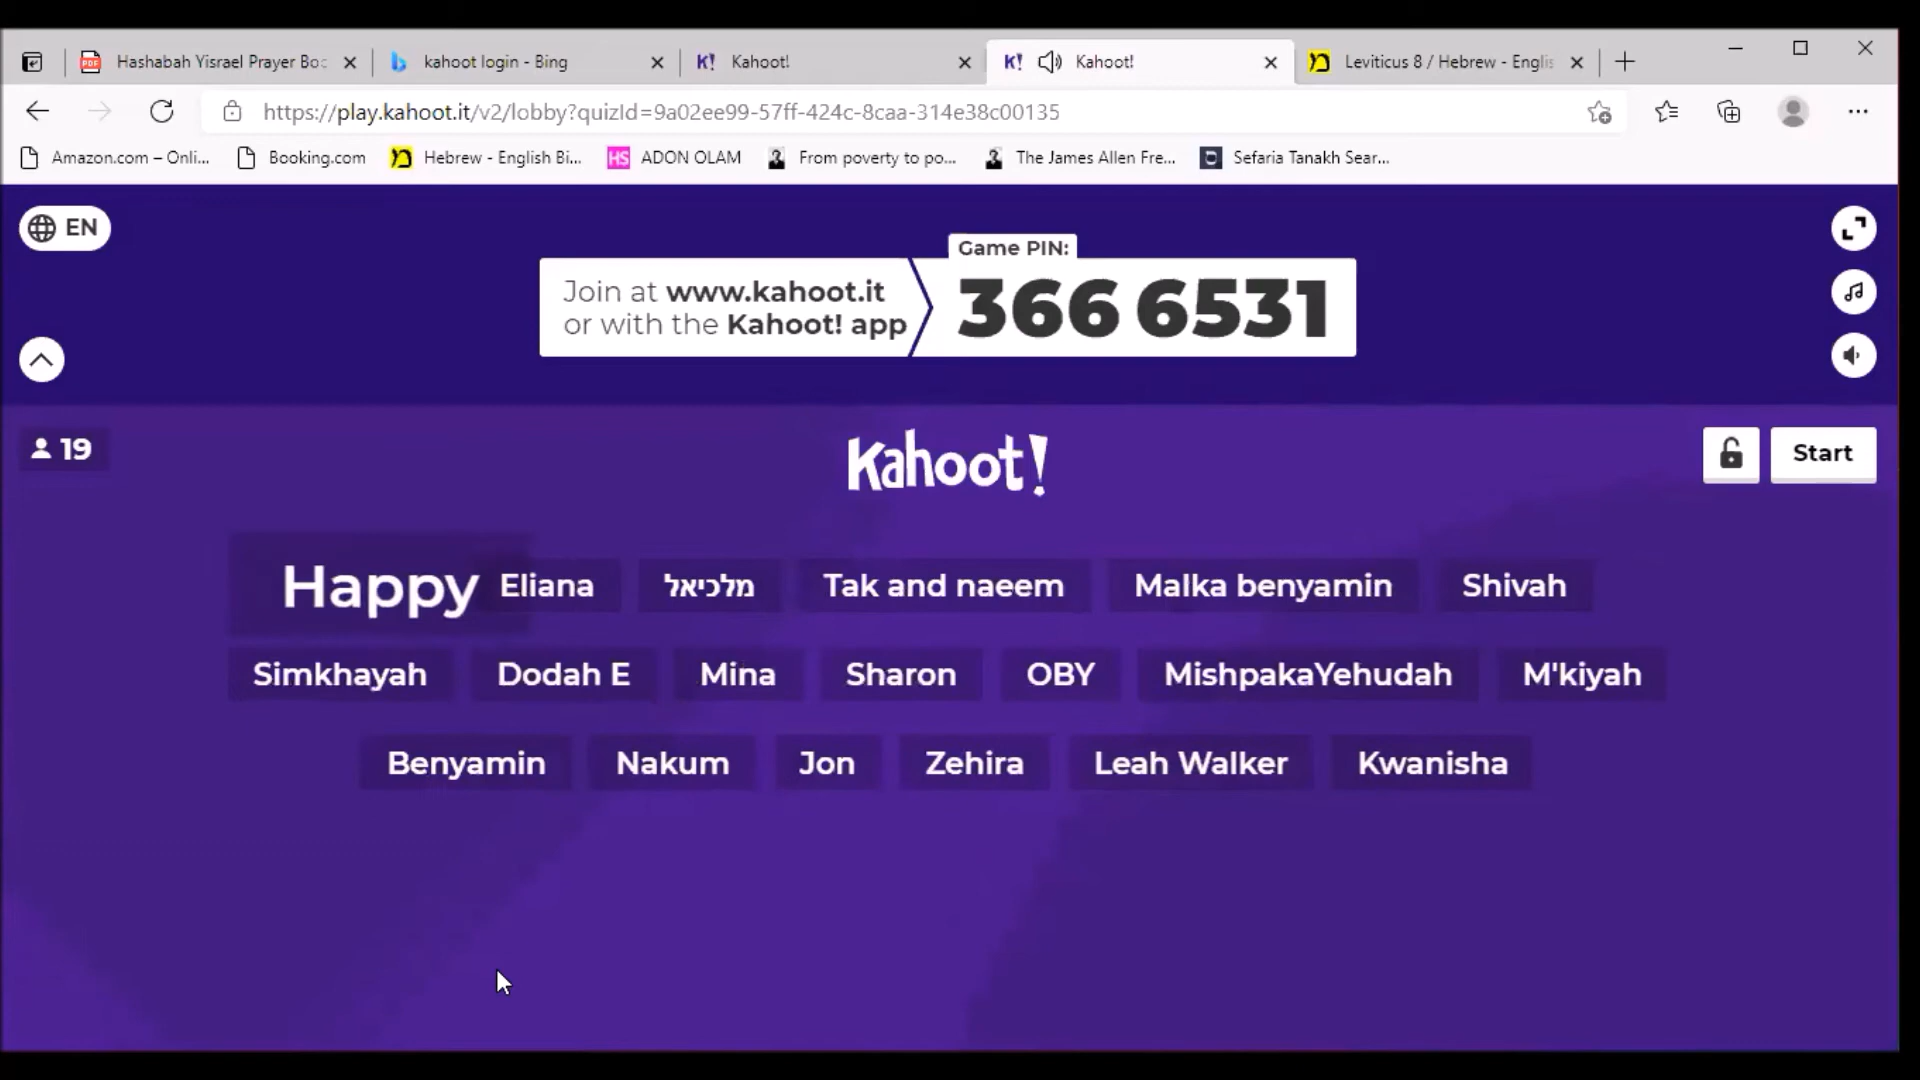 Hashabah Yisrael Prayer Boo
kahoot login - Bing
Kahoot!
Kahoot!
Leviticus 8 / Hebrew - Englis
https://play.kahoot.it/v2/lobby?quizId=9a02ee99-57ff-424c-8caa-314e38c00135
Amazon.com – Onli...
Booking.com
Hebrew - English Bi...
HS ADON OLAM
From poverty to po...
The James Allen Fre...
Sefaria Tanakh Sear...
EN
Join at www.kahoot.it
or with the Kahoot! app
Game PIN:
366 6531
19
Kahoot!
Start
Happy Eliana מלכיאל Tak and naeem Malka benyamin Shivah
Simkhayah Dodah E Mina Sharon OBY MishpakaYehudah M'kiyah
Benyamin Nakum Jon Zehira Leah Walker Kwanisha